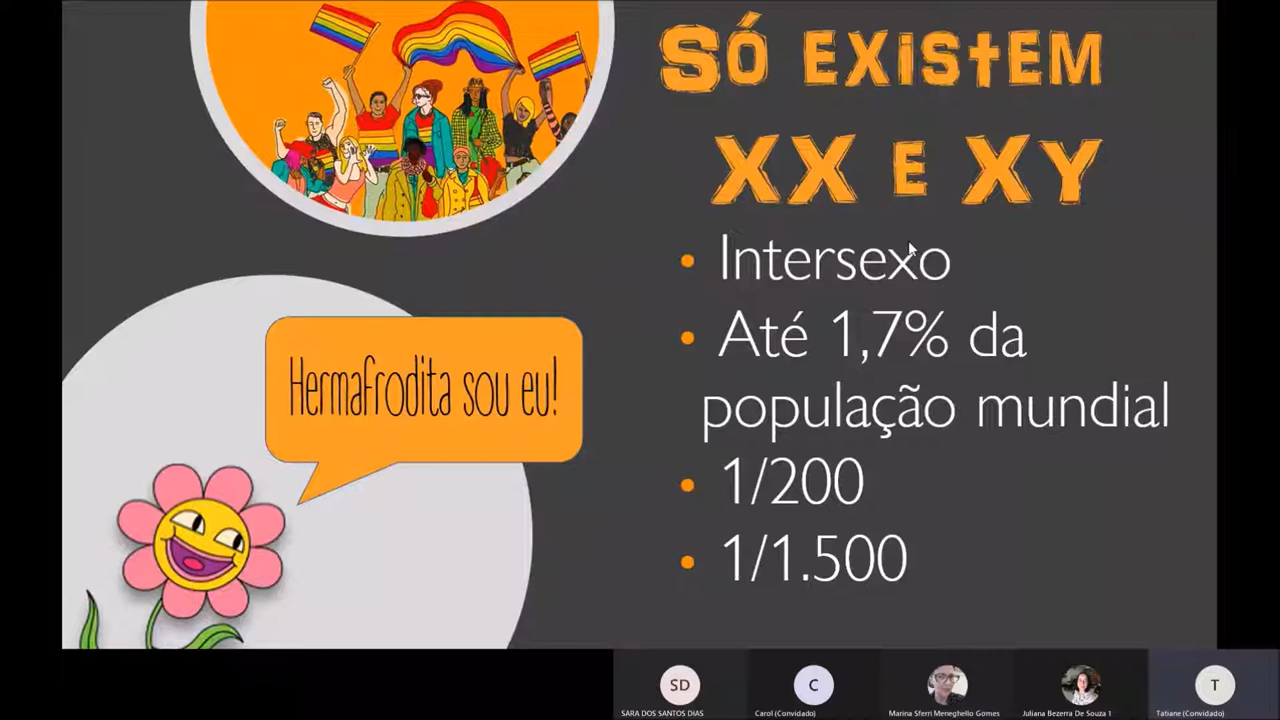 Só existem
XX e XY
• Intersexo
• Até 1,7% da
população mundial
• 1/200
• 1/1.500
Hermafrodita sou eu!
SD
SARA DOS SANTOS DIAS
C
Carol (Convidado)
Marina Sferri Meneghello Gomes
Juliana Bezerra De Souza 1
T
Tatiane (Convidado)